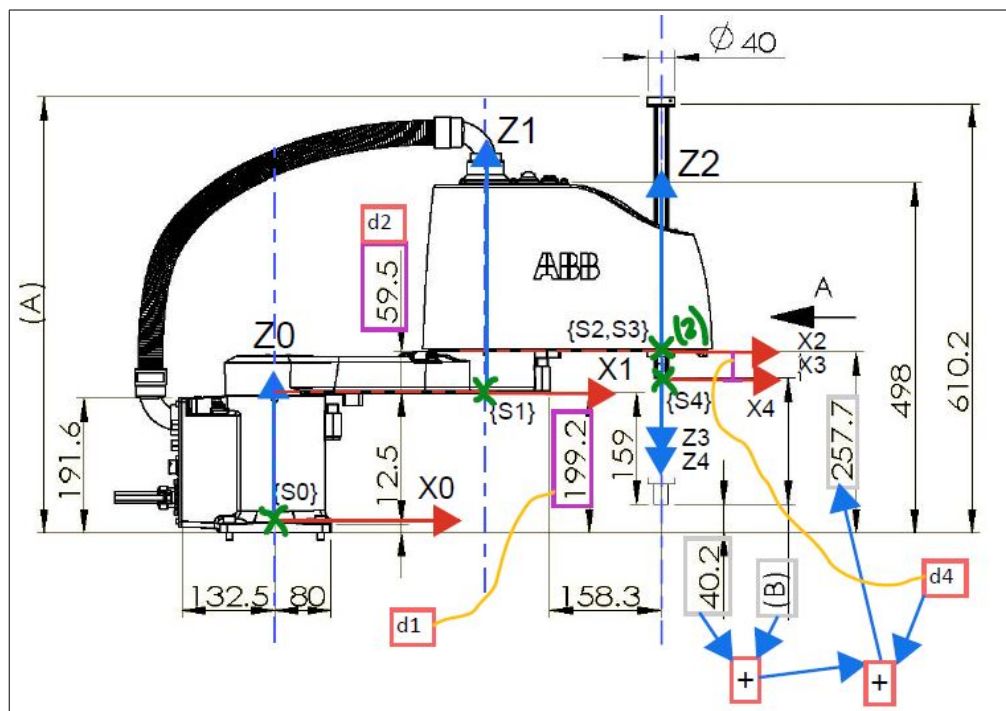 Ø 40
Z1
Z2
d2
59.5
ABB
(A)
A
Z0
{S2,S3}
(2)
X2
X3
X1
{S1}
{S4}
X4
498
610.2
191.6
{S0}
X0
12.5
199.2
159
Z3
Z4
257.7
132.5
80
158.3
40.2
(B)
d4
d1
+
+